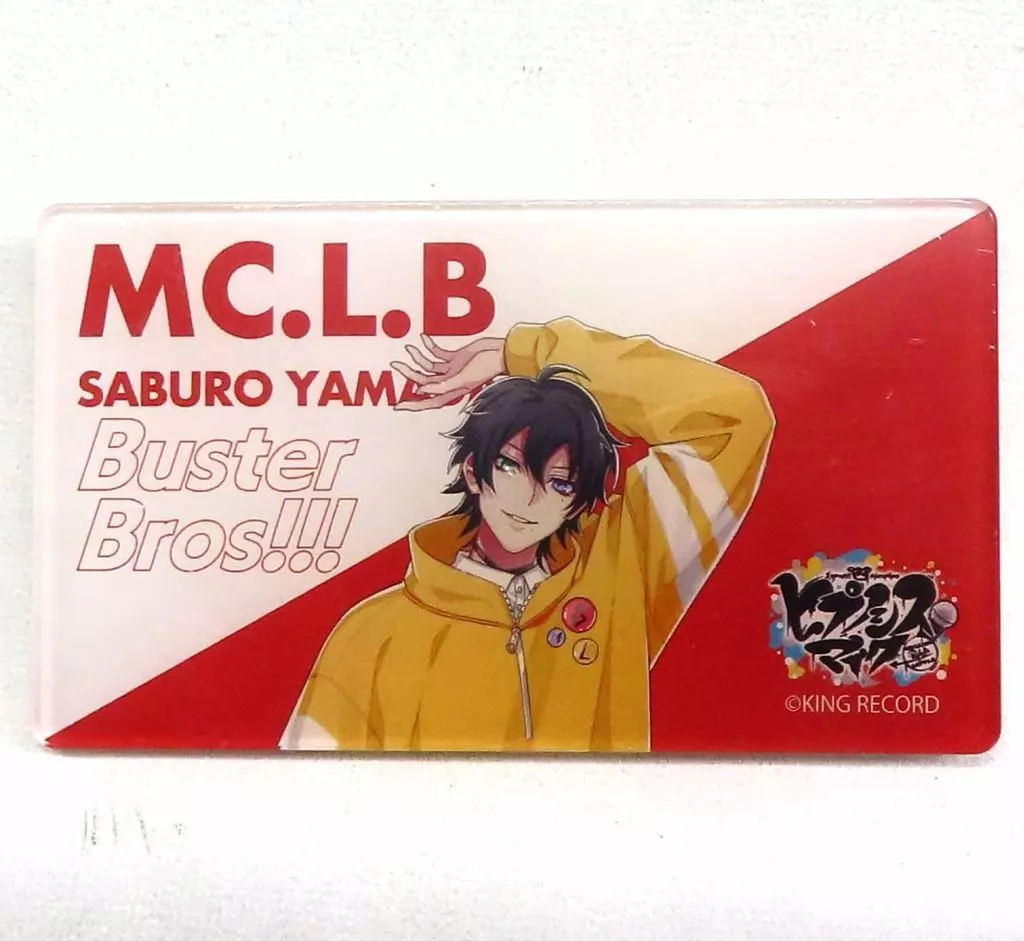 MC.L.B
SABURO YAMA
Buster
Bros!!!
ヒプノシス
マイク
©KING RECORD